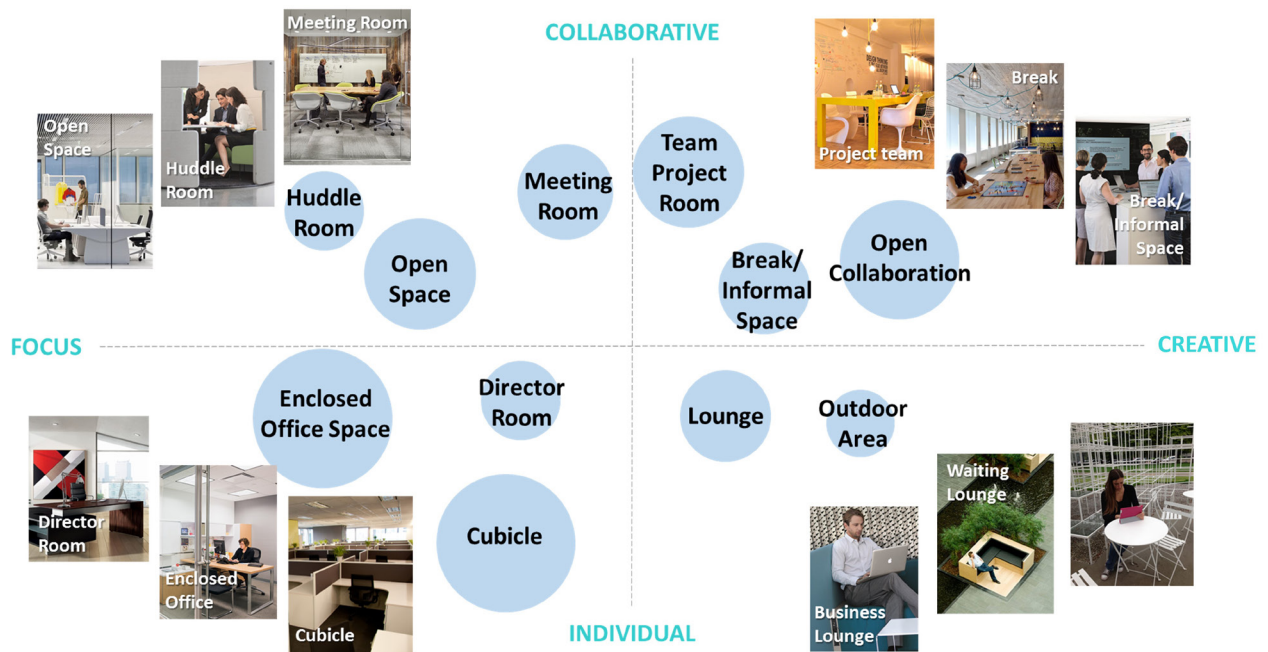 Meeting Room
COLLABORATIVE
Open
Space
Huddle
Room
Project team
Break
Break/
Informal
Space
Huddle
Room
Open
Space
Meeting
Room
Team
Project
Room
Break/
Informal
Space
Open
Collaboration
FOCUS
CREATIVE
Enclosed
Office Space
Director
Room
Cubicle
Lounge
Outdoor
Area
Director
Room
Enclosed
Office
Cubicle
Business
Lounge
Waiting
Lounge
INDIVIDUAL